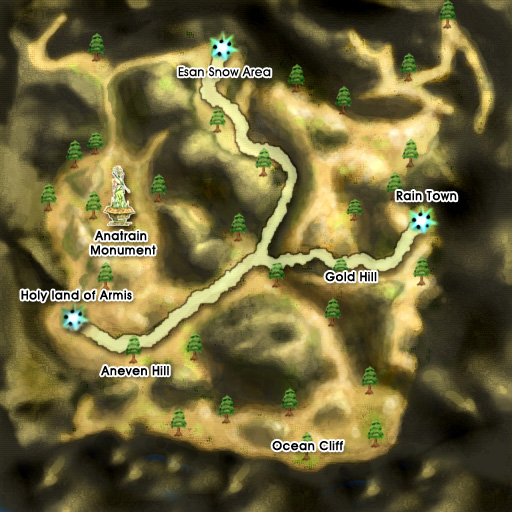 Esan Snow Area
Rain Town
Anatrain
Monument
Gold Hill
Holy land of Armis
Aneven Hill
Ocean Cliff